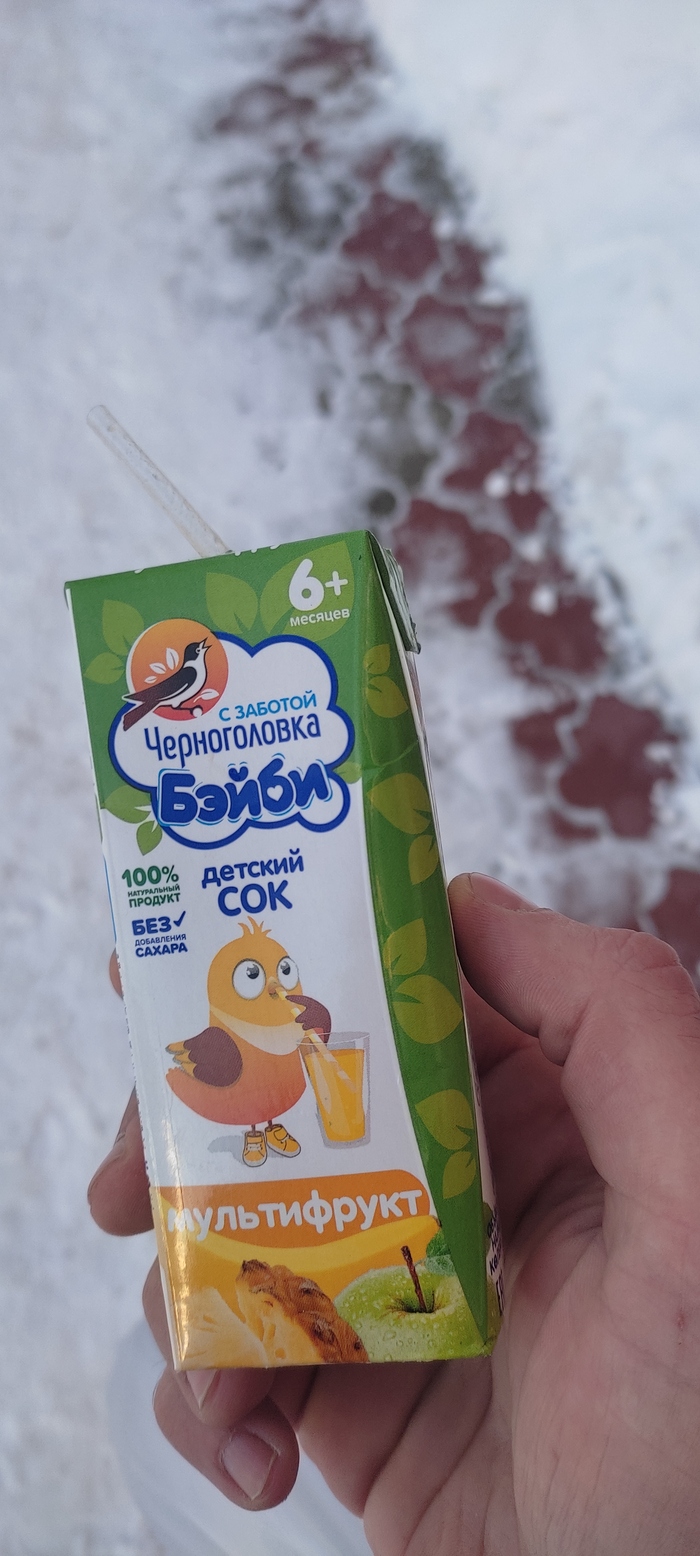 6+
месяцев
С ЗАБОТОЙ
Черноголовка
Бэйби
100%
НАТУРАЛЬНЫЙ
ПРОДУКТ
детский
СОК
БЕЗ
ДОБАВЛЕНИЯ
САХАРА
мультифрукт